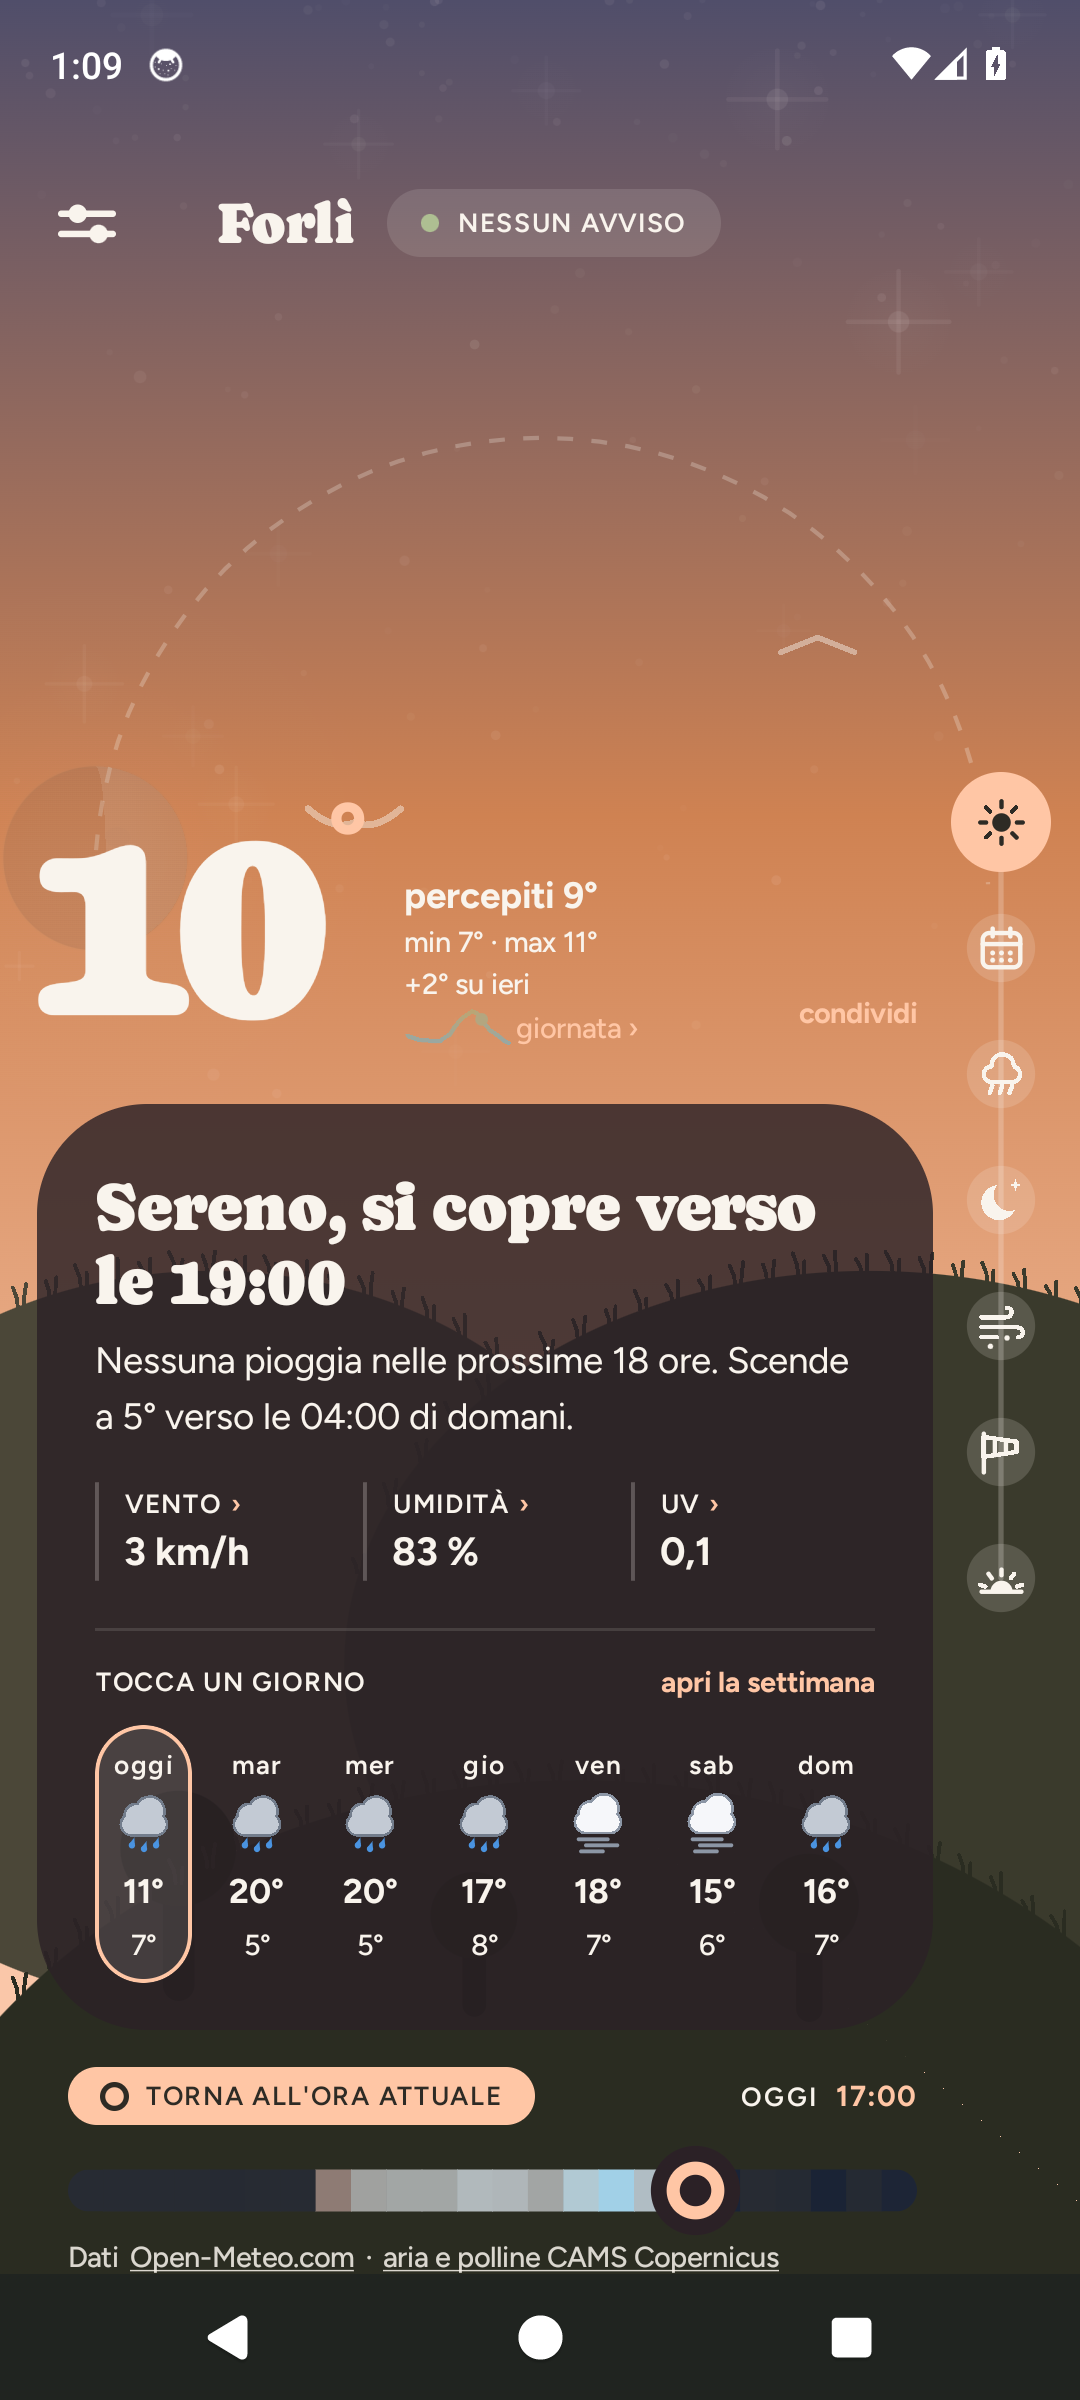 1:09
Forlì
NESSUN AVVISO
10
percepiti 9°
min 7° · max 11°
+2° su ieri
giornata ›
condividi
Sereno, si copre verso
le 19:00
Nessuna pioggia nelle prossime 18 ore. Scende
a 5° verso le 04:00 di domani.
VENTO › UMIDITÀ › UV ›
3 km/h 83 % 0,1
TOCCA UN GIORNO apri la settimana
oggi mar mer gio ven sab dom
11° 20° 20° 17° 18° 15° 16°
7° 5° 5° 8° 7° 6° 7°
TORNA ALL'ORA ATTUALE OGGI 17:00
Dati Open-Meteo.com · aria e polline CAMS Copernicus